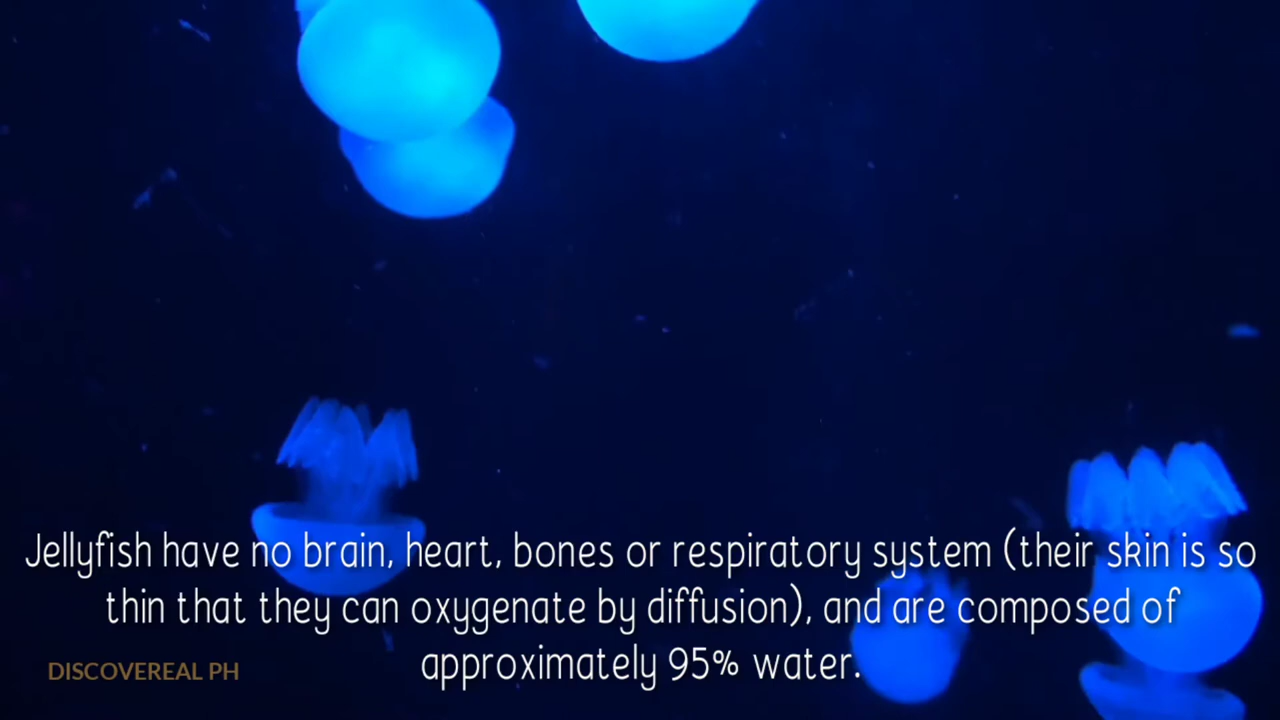 Jellyfish have no brain, heart, bones or respiratory system (their skin is so
thin that they can oxygenate by diffusion), and are composed of
approximately 95% water.
DISCOVEREAL PH